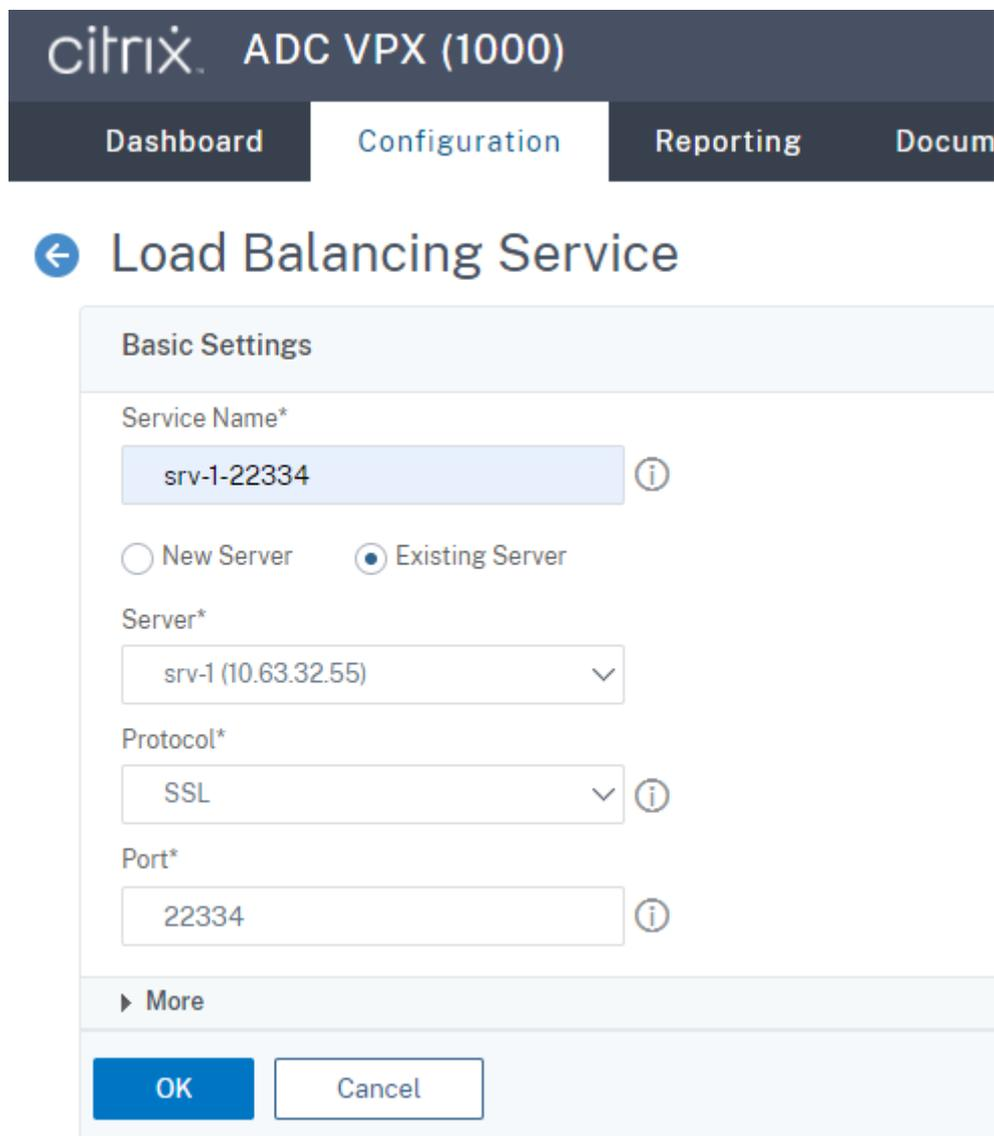 citrix. ADC VPX (1000)
Dashboard Configuration Reporting Docum
Load Balancing Service
Basic Settings
Service Name*
srv-1-22334
New Server Existing Server
Server*
srv-1 (10.63.32.55)
Protocol*
SSL
Port*
22334
More
OK Cancel